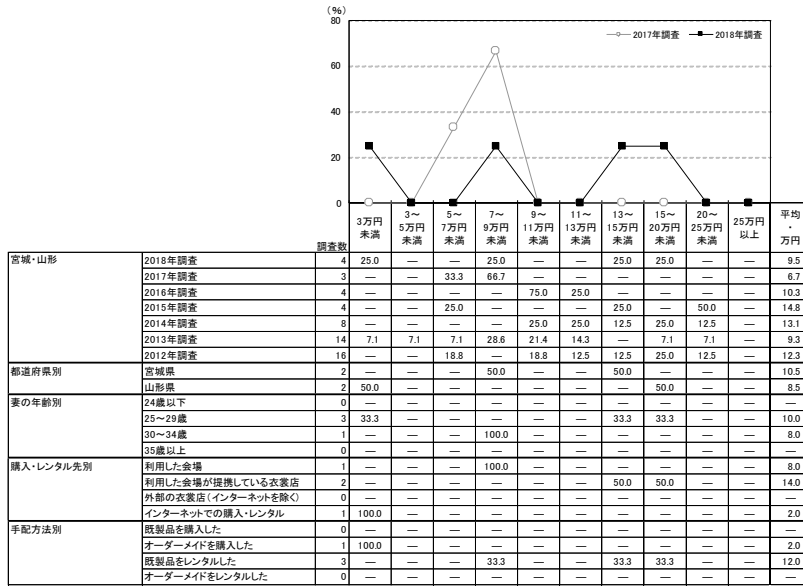 (%)
80
60
40
20
0
2017年調査 2018年調査
調査数 3万円未満 3～5万円未満 5～7万円未満 7～9万円未満 9～11万円未満 11～13万円未満 13～15万円未満 15～20万円未満 20～25万円未満 25万円以上 平均・万円
宮城・山形 2018年調査 4 25.0 — — 25.0 — — 25.0 25.0 — — 9.5
2017年調査 3 — — 33.3 66.7 — — — — — — 6.7
2016年調査 4 — — — — 75.0 25.0 — — — — 10.3
2015年調査 4 — — 25.0 — — — 25.0 — 50.0 — 14.8
2014年調査 8 — — — — 25.0 25.0 12.5 25.0 12.5 — 13.1
2013年調査 14 7.1 7.1 7.1 28.6 21.4 14.3 — 7.1 7.1 — 9.3
2012年調査 16 — — 18.8 — 18.8 12.5 12.5 25.0 12.5 — 12.3
都道府県別 宮城県 2 — — — 50.0 — — 50.0 — — — 10.5
山形県 2 50.0 — — — — — — 50.0 — — 8.5
妻の年齢別 24歳以下 0 — — — — — — — — — — —
25～29歳 3 33.3 — — — — — 33.3 33.3 — — 10.0
30～34歳 1 — — — 100.0 — — — — — — 8.0
35歳以上 0 — — — — — — — — — — —
購入・レンタル先別 利用した会場 1 — — — 100.0 — — — — — — 8.0
利用した会場が提携している衣裳店 2 — — — — — — 50.0 50.0 — — 14.0
外部の衣裳店（インターネットを除く） 0 — — — — — — — — — — —
インターネットでの購入・レンタル 1 100.0 — — — — — — — — — 2.0
手配方法別 既製品を購入した 0 — — — — — — — — — — —
オーダーメイドを購入した 1 100.0 — — — — — — — — — 2.0
既製品をレンタルした 3 — — — 33.3 — — 33.3 33.3 — — 12.0
オーダーメイドをレンタルした 0 — — — — — — — — — — —